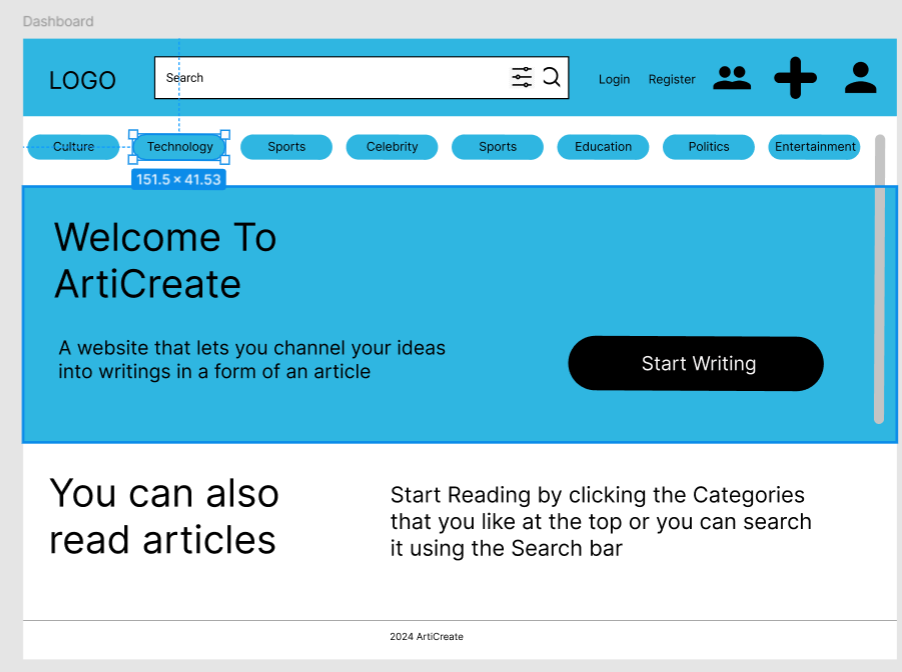 Dashboard
LOGO
Search
Login
Register
Culture
Technology
Sports
Celebrity
Sports
Education
Politics
Entertainment
151.5 × 41.53
Welcome To
ArtiCreate
A website that lets you channel your ideas
into writings in a form of an article
Start Writing
You can also
read articles
Start Reading by clicking the Categories
that you like at the top or you can search
it using the Search bar
2024 ArtiCreate